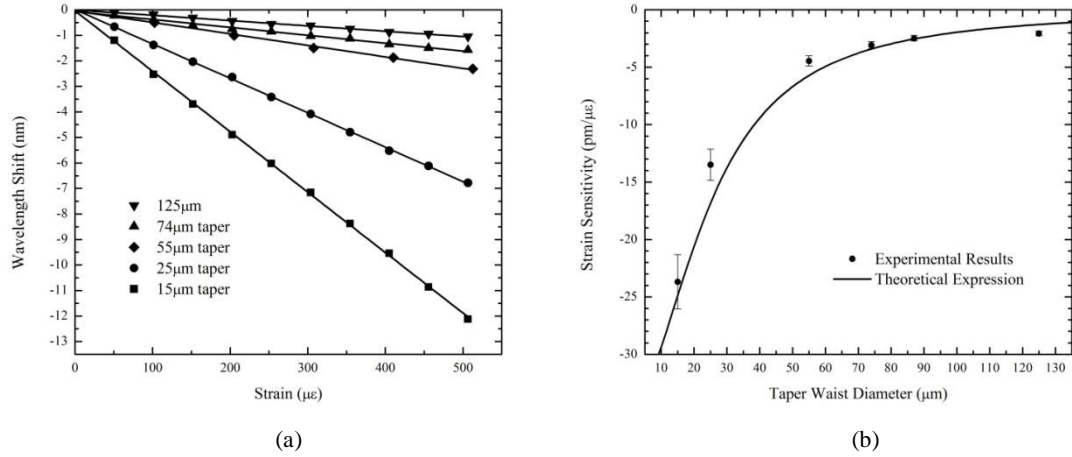 0
-1
-2
-3
-4
-5
-6
-7
-8
-9
-10
-11
-12
-13
Wavelength Shift (nm)
125μm
74μm taper
55μm taper
25μm taper
15μm taper
0 100 200 300 400 500
Strain (με)
(a)
0
-5
-10
-15
-20
-25
-30
Strain Sensitivity (pm/με)
Experimental Results
Theoretical Expression
10 20 30 40 50 60 70 80 90 100 110 120 130
Taper Waist Diameter (μm)
(b)